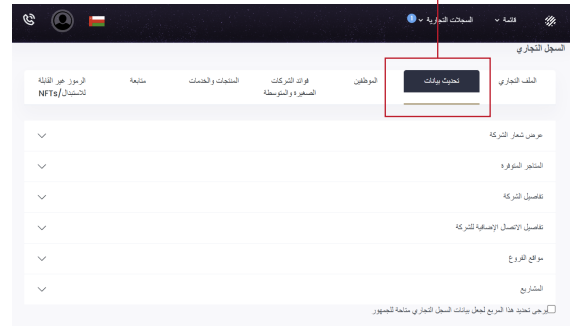 قائمة
السجلات التجارية
السجل التجاري
الملف التجاري
تحديث بيانات
الموظفين
فوائد الشركات
الصغيرة والمتوسطة
المنتجات والخدمات
متابعة
الرموز غير القابلة
للاستبدال/NFTs
عرض شعار الشركة
المتاجر المتوفرة
تفاصيل الشركة
تفاصيل الاتصال الإضافية للشركة
مواقع الفروع
المشاريع
يرجى تحديد هذا المربع لجعل بيانات السجل التجاري متاحة للجمهور